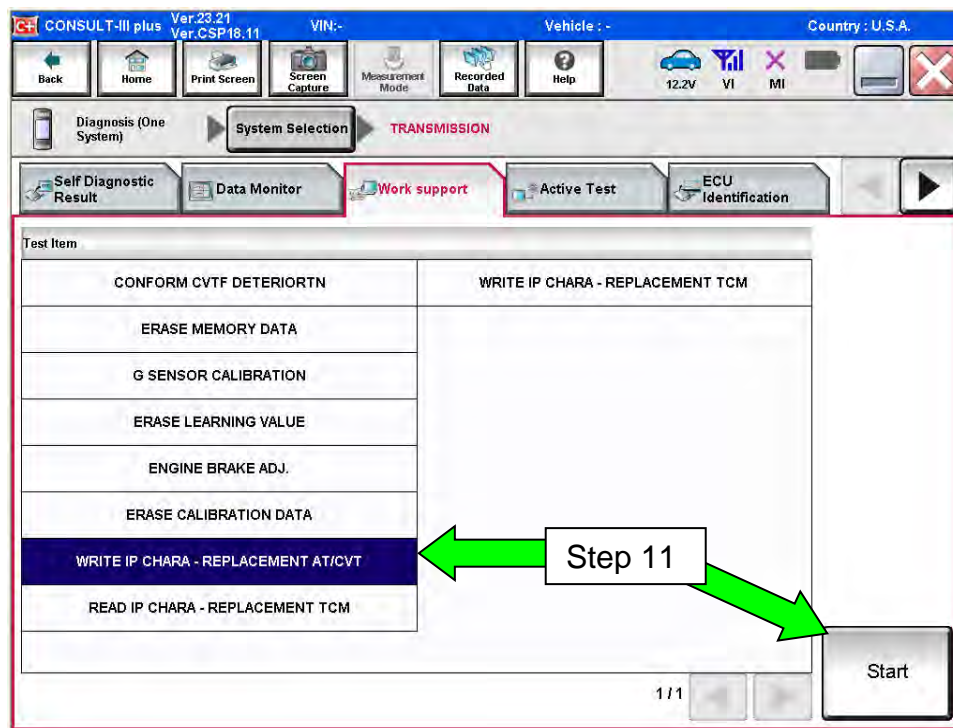 CONSULT-III plus Ver.23.21 VIN:- Vehicle : - Country : U.S.A.
Ver.CSP18.11
Back Home Print Screen Screen Capture Measurement Mode Recorded Data Help 12.2V VI MI
Diagnosis (One System) System Selection TRANSMISSION
Self Diagnostic Result Data Monitor Work support Active Test ECU Identification
Test Item
CONFORM CVTF DETERIORTN WRITE IP CHARA - REPLACEMENT TCM
ERASE MEMORY DATA
G SENSOR CALIBRATION
ERASE LEARNING VALUE
ENGINE BRAKE ADJ.
ERASE CALIBRATION DATA
WRITE IP CHARA - REPLACEMENT AT/CVT
Step 11
READ IP CHARA - REPLACEMENT TCM
Start
1/1